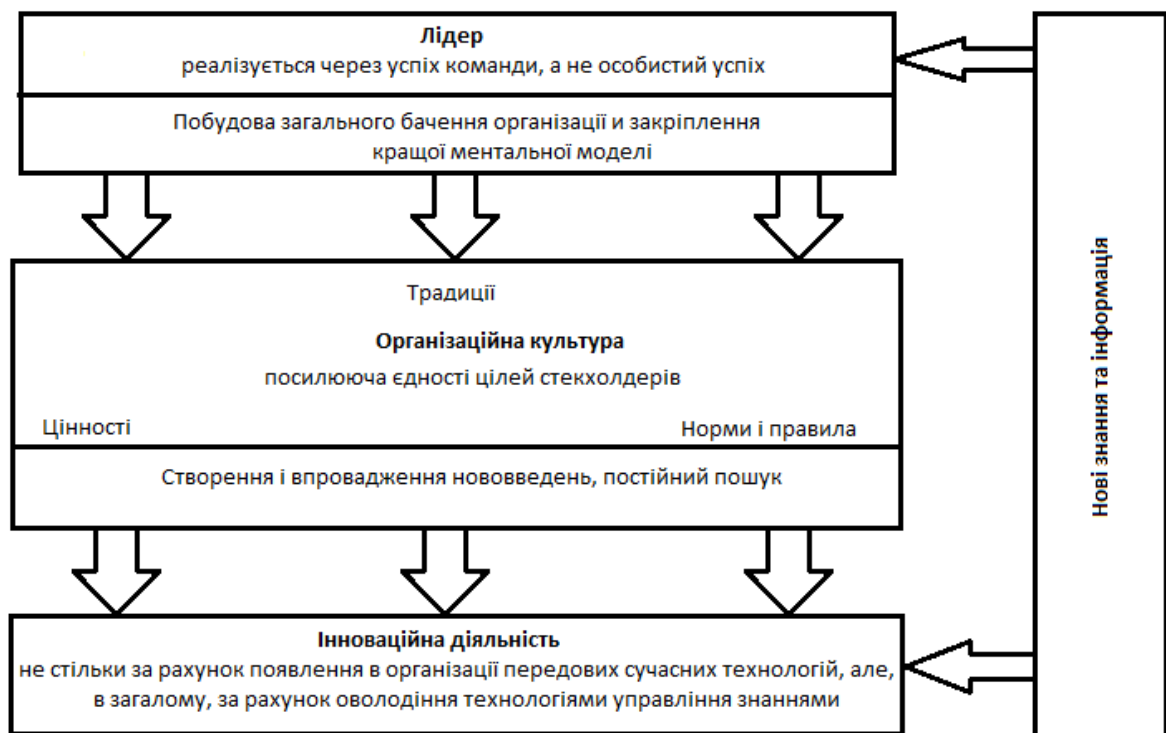 Лідер
реалізується через успіх команди, а не особистий успіх
Побудова загального бачення організації и закріплення
кращої ментальної моделі
Традиції
Організаційна культура
посилююча єдності цілей стекхолдерів
Цінності
Норми і правила
Створення і впровадження нововведень, постійний пошук
Інноваційна діяльність
не стільки за рахунок появлення в організації передових сучасних технологій, але,
в загалому, за рахунок оволодіння технологіями управління знаннями
Нові знання та інформація